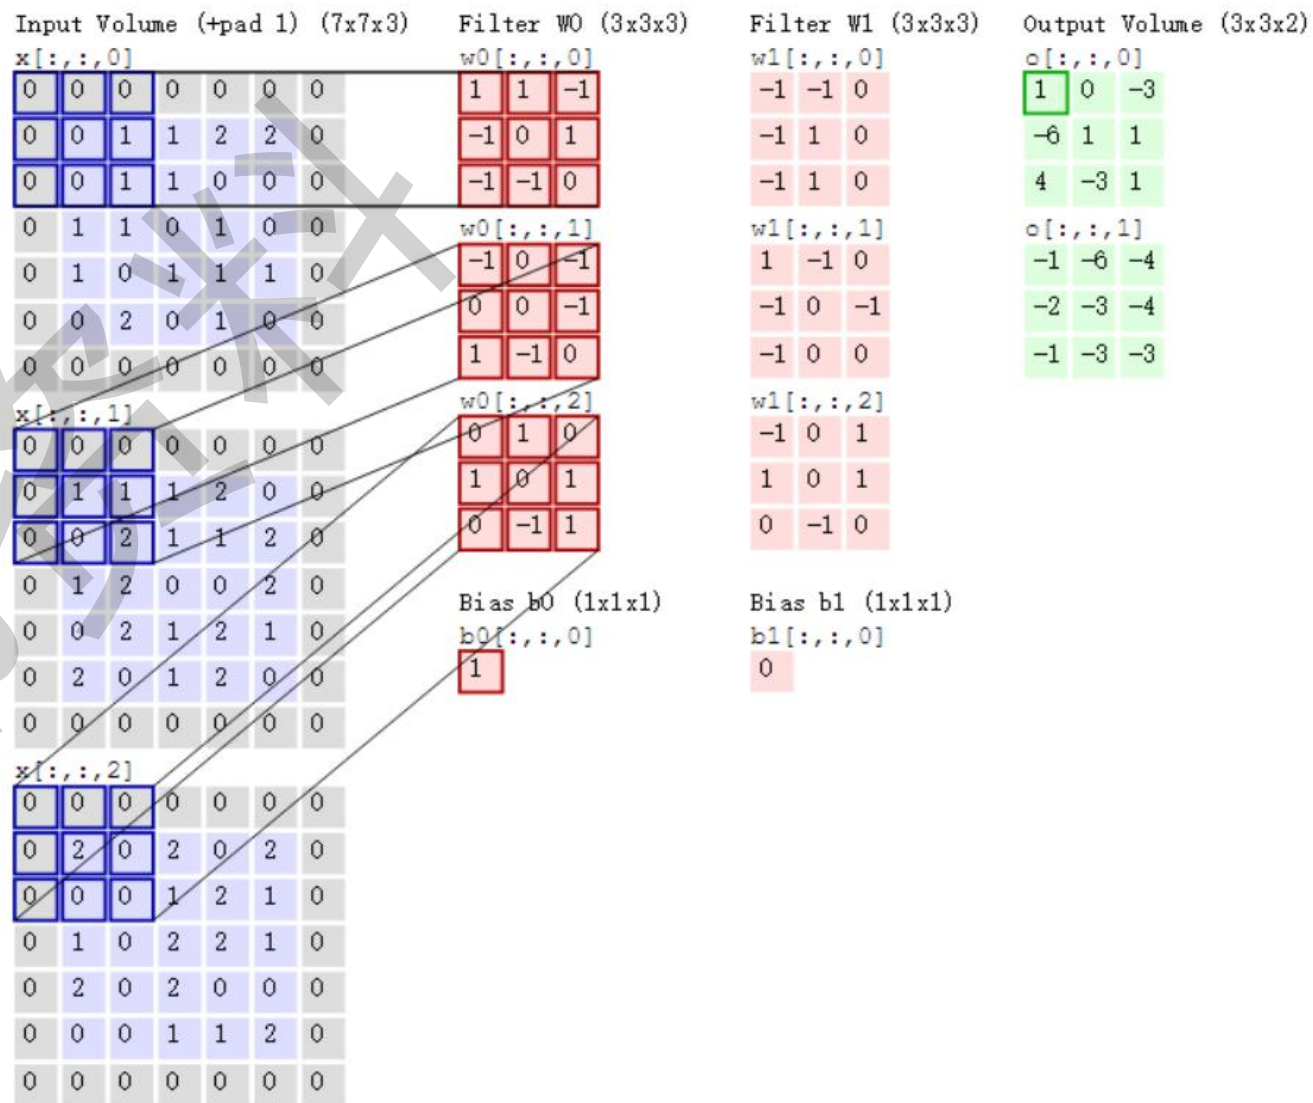 Input Volume (+pad 1) (7x7x3)
x[:,:,0]
0 0 0 0 0 0 0
0 0 1 1 2 2 0
0 0 1 1 0 0 0
0 1 1 0 1 0 0
0 1 0 1 1 1 0
0 0 2 0 1 0 0
0 0 0 0 0 0 0
x[:,:,1]
0 0 0 0 0 0 0
0 1 1 1 2 0 0
0 0 2 1 1 2 0
0 1 2 0 0 2 0
0 0 2 1 2 1 0
0 2 0 1 2 0 0
0 0 0 0 0 0 0
x[:,:,2]
0 0 0 0 0 0 0
0 2 0 2 0 2 0
0 0 0 1 2 1 0
0 1 0 2 2 1 0
0 2 0 2 0 0 0
0 0 0 1 1 2 0
0 0 0 0 0 0 0
Filter W0 (3x3x3)
w0[:,:,0]
1 1 -1
-1 0 1
-1 -1 0
w0[:,:,1]
-1 0 -1
0 0 -1
1 -1 0
w0[:,:,2]
0 1 0
1 0 1
0 -1 1
Bias b0 (1x1x1)
b0[:,:,0]
1
Filter W1 (3x3x3)
w1[:,:,0]
-1 -1 0
-1 1 0
-1 1 0
w1[:,:,1]
1 -1 0
-1 0 -1
-1 0 0
w1[:,:,2]
-1 0 1
1 0 1
0 -1 0
Bias b1 (1x1x1)
b1[:,:,0]
0
Output Volume (3x3x2)
o[:,:,0]
1 0 -3
-6 1 1
4 -3 1
o[:,:,1]
-1 -6 -4
-2 -3 -4
-1 -3 -3